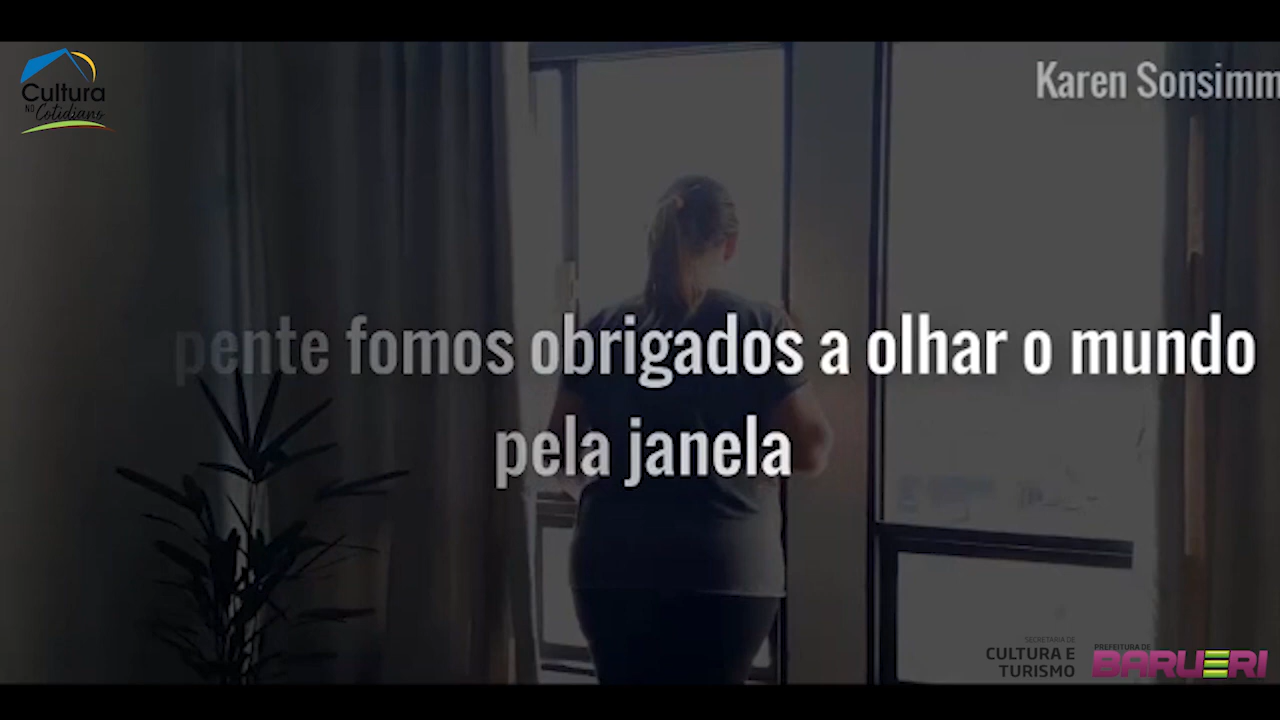 Cultura
NO
Cotidiano
Karen Sonsimm
pente fomos obrigados a olhar o mundo
pela janela
SECRETARIA DE
CULTURA E
TURISMO
PREFEITURA DE
BARUERI